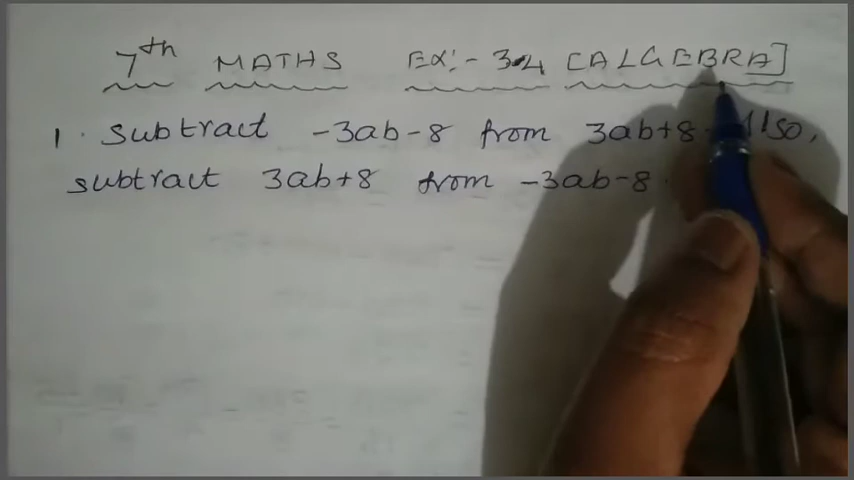 7th MATHS EX:- 3.4 [ALGEBRA]
1. Subtract -3ab-8 from 3ab+8. Also,
subtract 3ab+8 from -3ab-8.